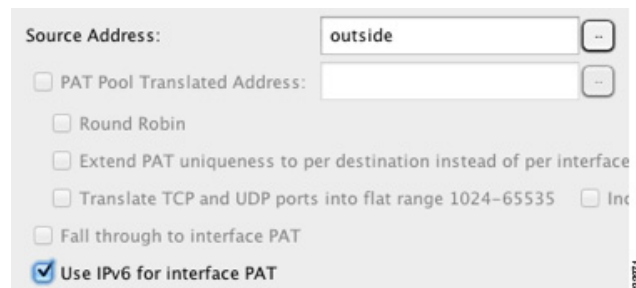 Source Address: outside ..
PAT Pool Translated Address: ..
Round Robin
Extend PAT uniqueness to per destination instead of per interface
Translate TCP and UDP ports into flat range 1024-65535
Fall through to interface PAT
Use IPv6 for interface PAT